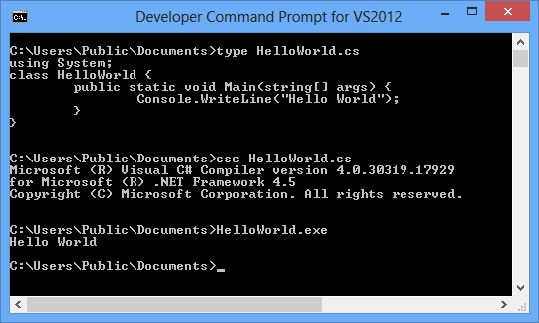 Developer Command Prompt for VS2012
C:\Users\Public\Documents>type HelloWorld.cs
using System;
class HelloWorld {
        public static void Main(string[] args) {
                Console.WriteLine("Hello World");
        }
}
C:\Users\Public\Documents>csc HelloWorld.cs
Microsoft (R) Visual C# Compiler version 4.0.30319.17929
for Microsoft (R) .NET Framework 4.5
Copyright (C) Microsoft Corporation. All rights reserved.
C:\Users\Public\Documents>HelloWorld.exe
Hello World
C:\Users\Public\Documents>_